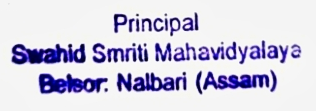 Principal
Swahid Smriti Mahavidyalaya
Belsor: Nalbari (Assam)